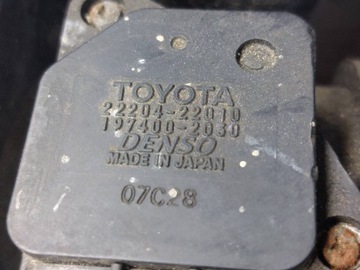 TOYOTA
22204-22010
197400-2030
DENSO
MADE IN JAPAN
07C28